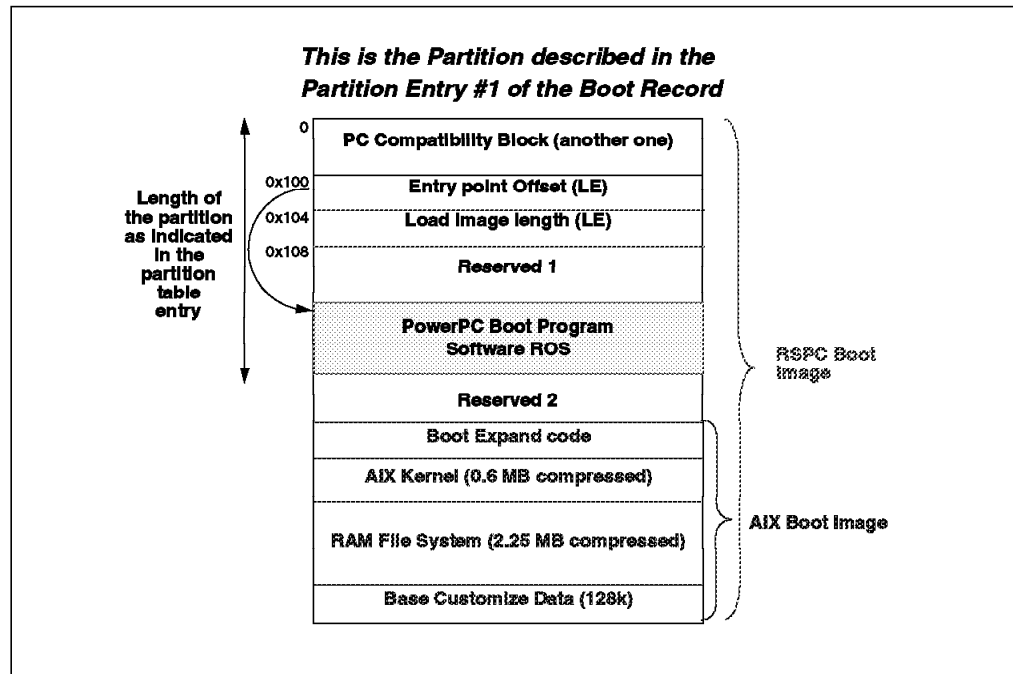 This is the Partition described in the
Partition Entry #1 of the Boot Record
0
PC Compatibility Block (another one)
0x100
Entry point Offset (LE)
Length of
the partition
as indicated
in the
partition
table
entry
0x104
Load Image length (LE)
0x108
Reserved 1
PowerPC Boot Program
Software ROS
RSPC Boot
Image
Reserved 2
Boot Expand code
AIX Kernel (0.6 MB compressed)
AIX Boot Image
RAM File System (2.25 MB compressed)
Base Customize Data (128k)